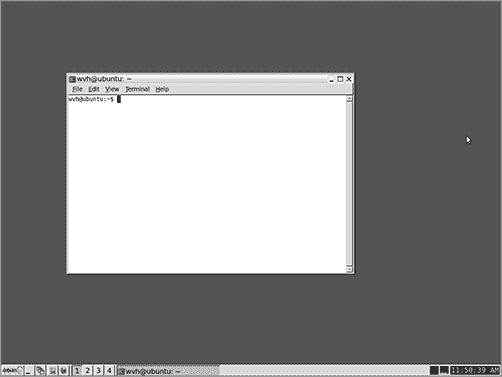 wvh@ubuntu: ~
File Edit View Terminal Help
wvh@ubuntu:~$
debian 1 2 3 4 wvh@ubuntu: ~ 11:50:39 AM